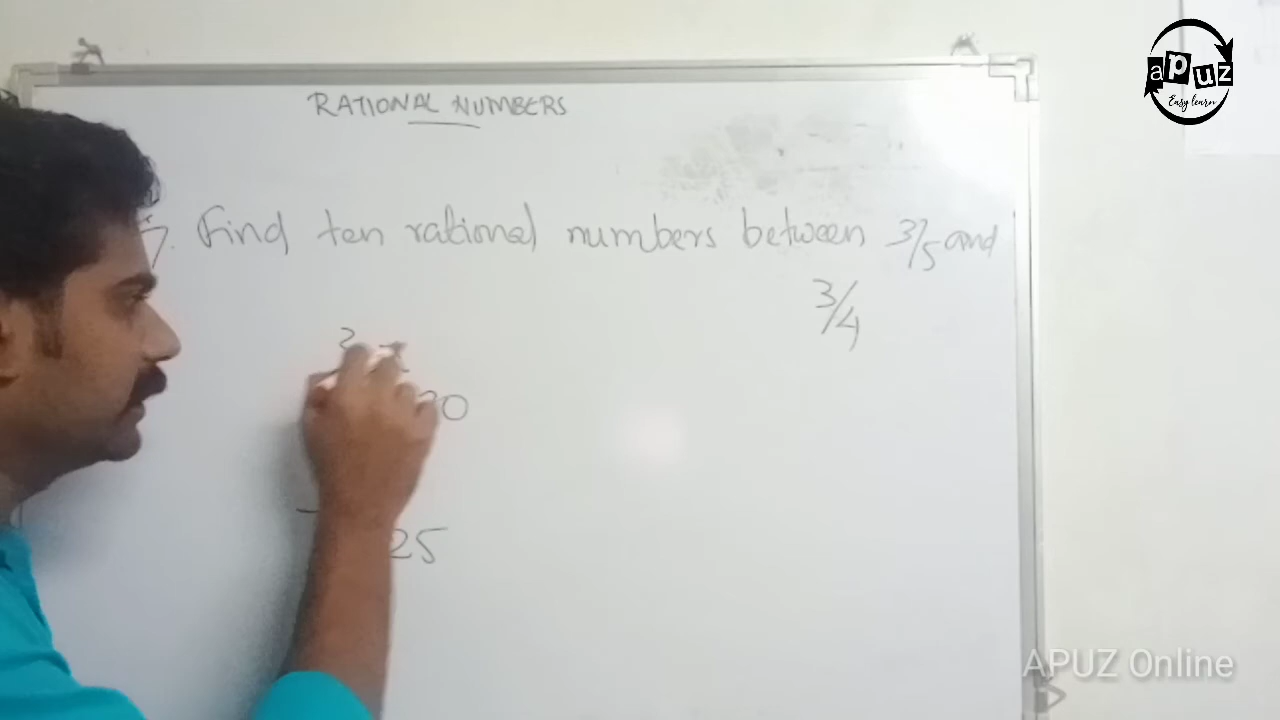 apuz
Easy learn
RATIONAL NUMBERS
7. Find ten rational numbers between 3/5 and
3/4
20
25
APUZ Online